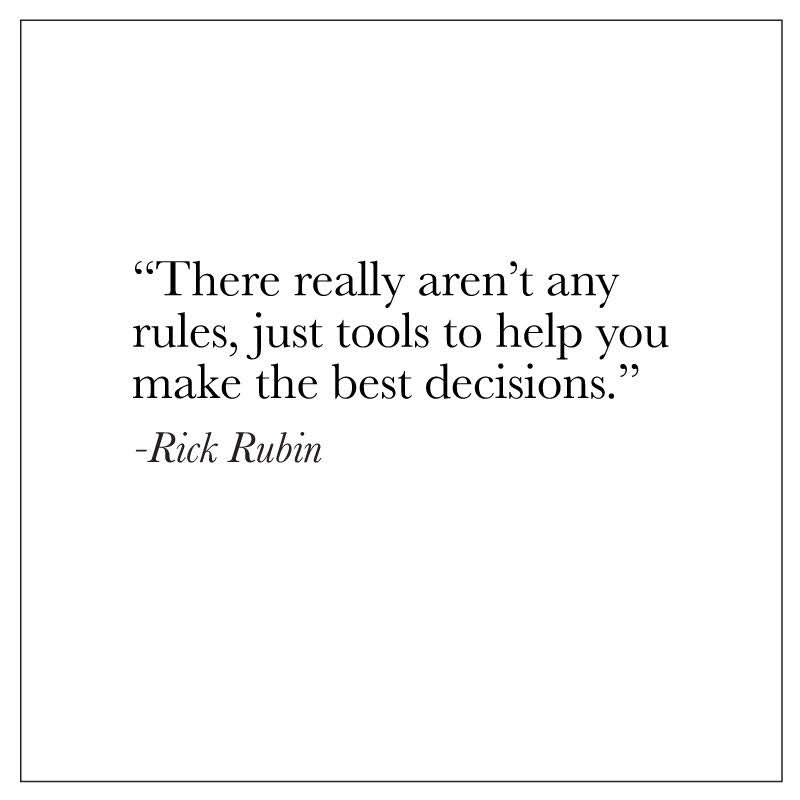 “There really aren’t any
rules, just tools to help you
make the best decisions.”
-Rick Rubin